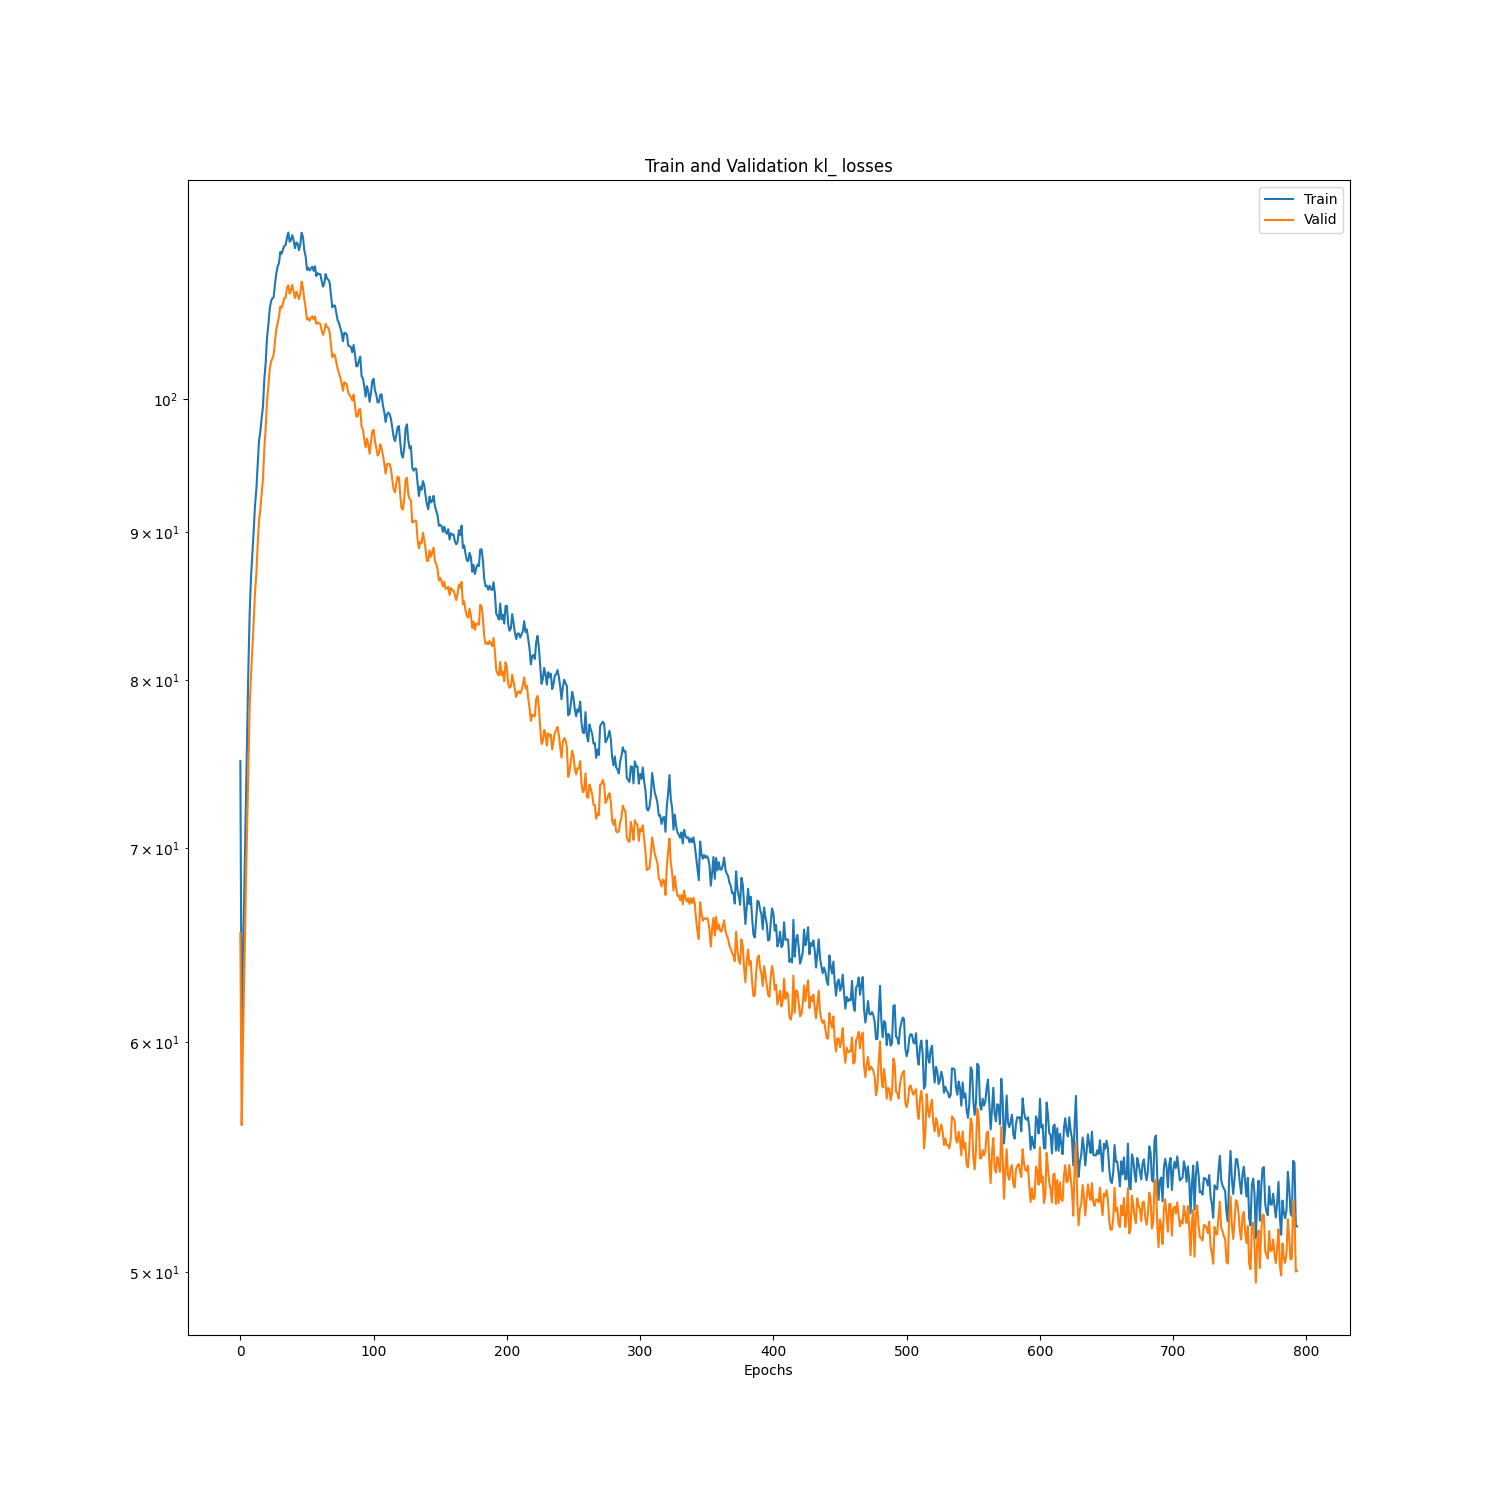 Train and Validation kl_ losses
Train
Valid
10²
9 × 10¹
8 × 10¹
7 × 10¹
6 × 10¹
5 × 10¹
0 100 200 300 400 500 600 700 800
Epochs